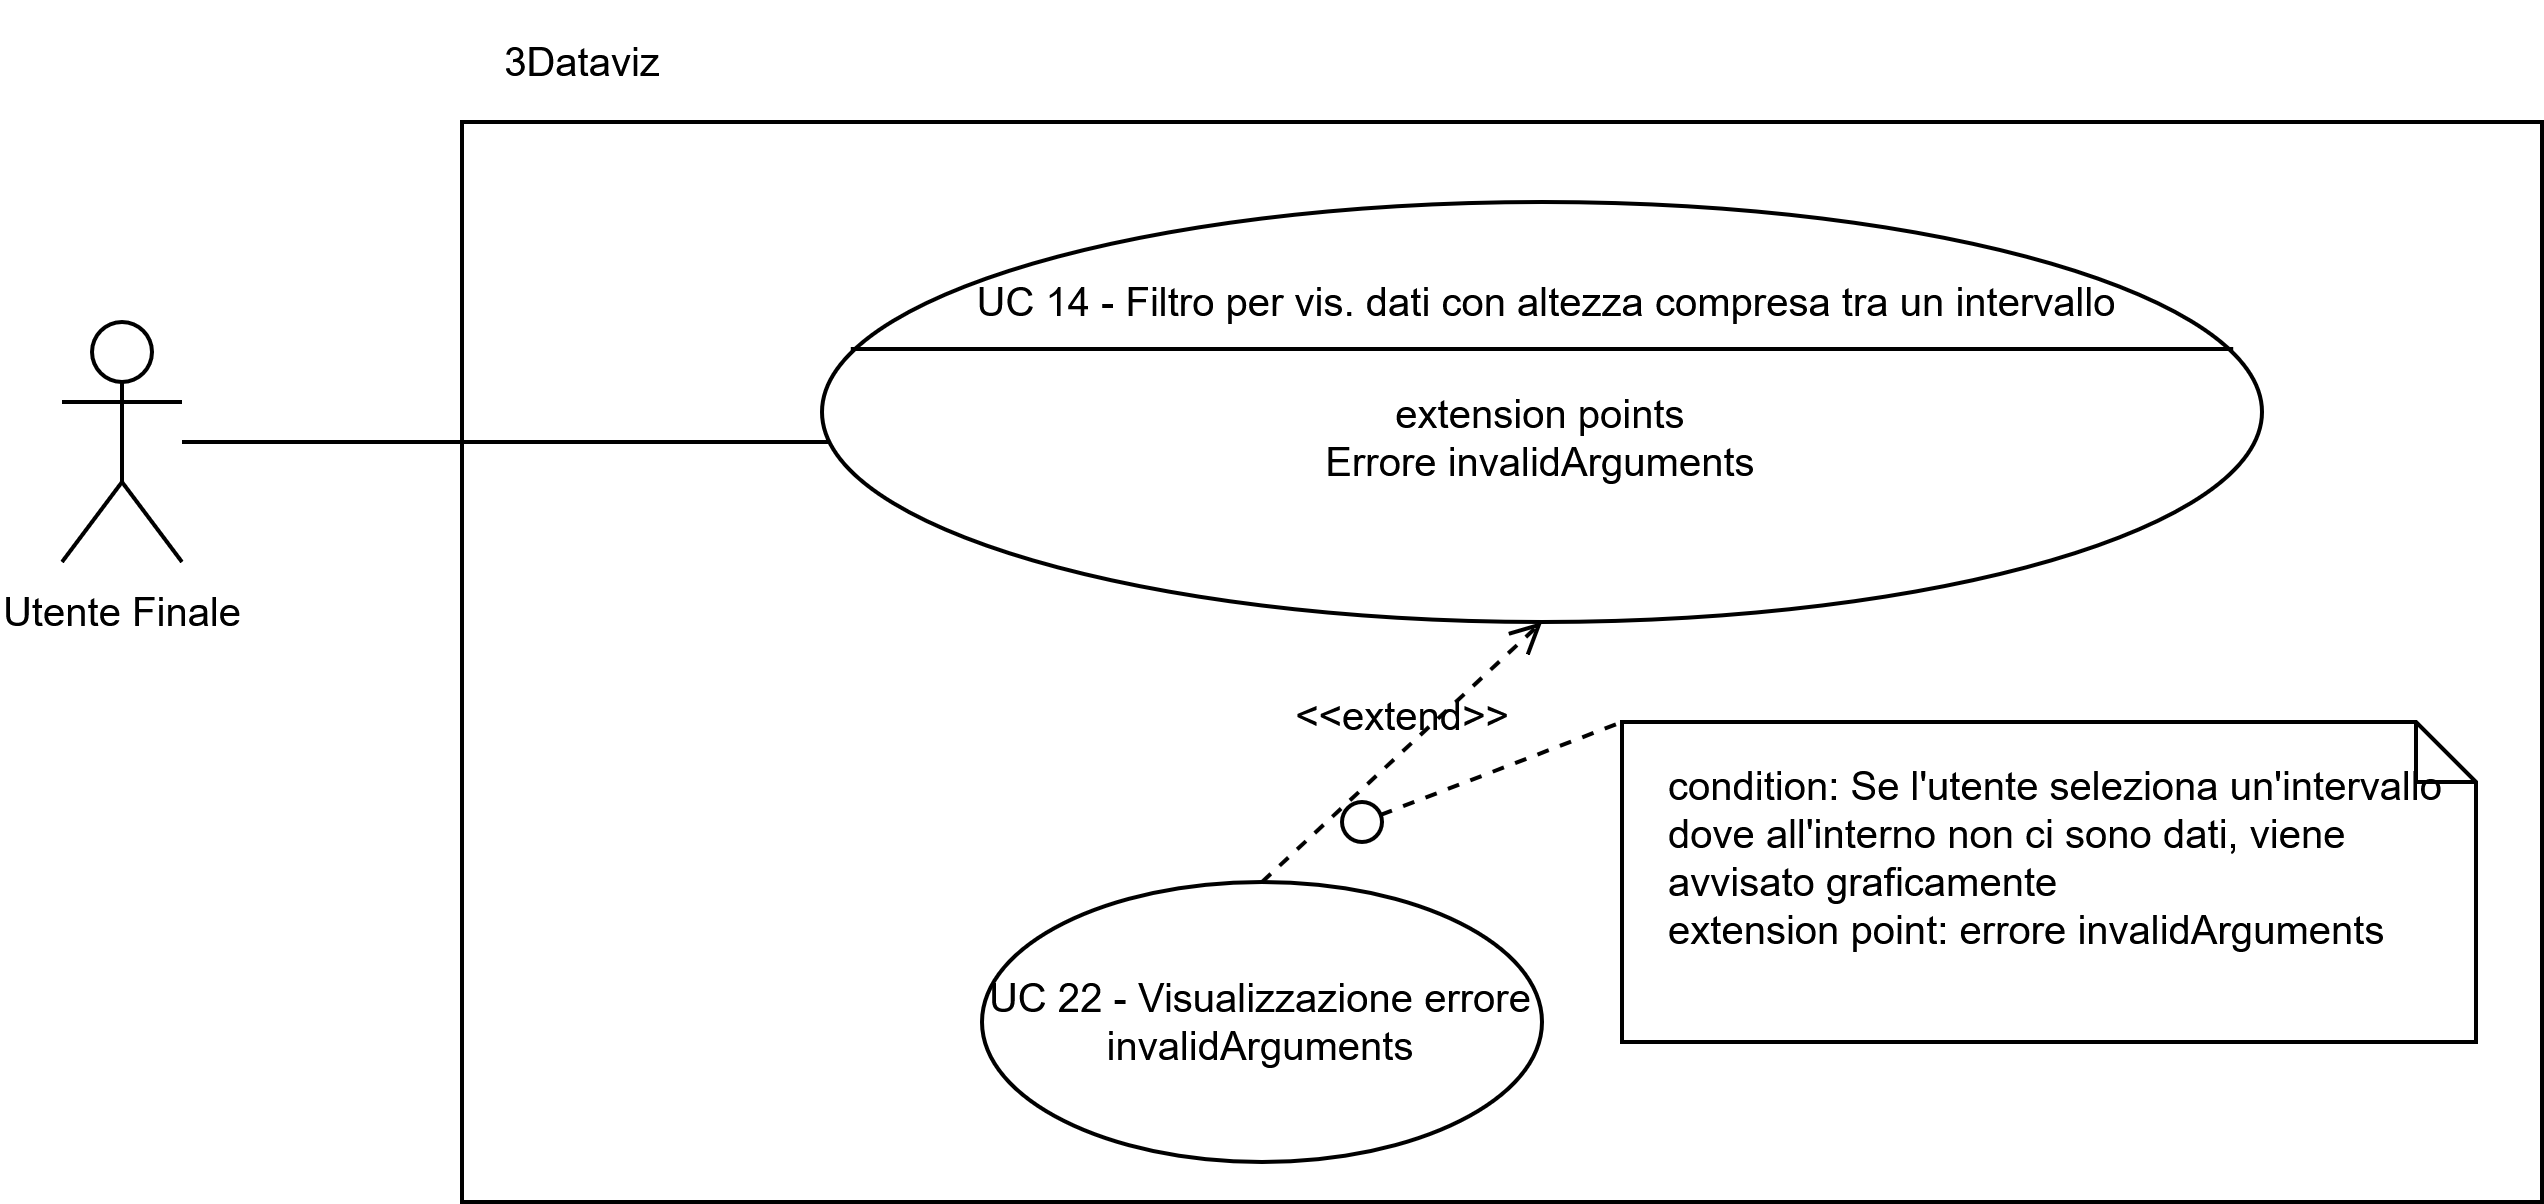 3Dataviz
UC 14 - Filtro per vis. dati con altezza compresa tra un intervallo
extension points
Errore invalidArguments
Utente Finale
<<extend>>
condition: Se l'utente seleziona un'intervallo
dove all'interno non ci sono dati, viene
avvisato graficamente
extension point: errore invalidArguments
UC 22 - Visualizzazione errore
invalidArguments